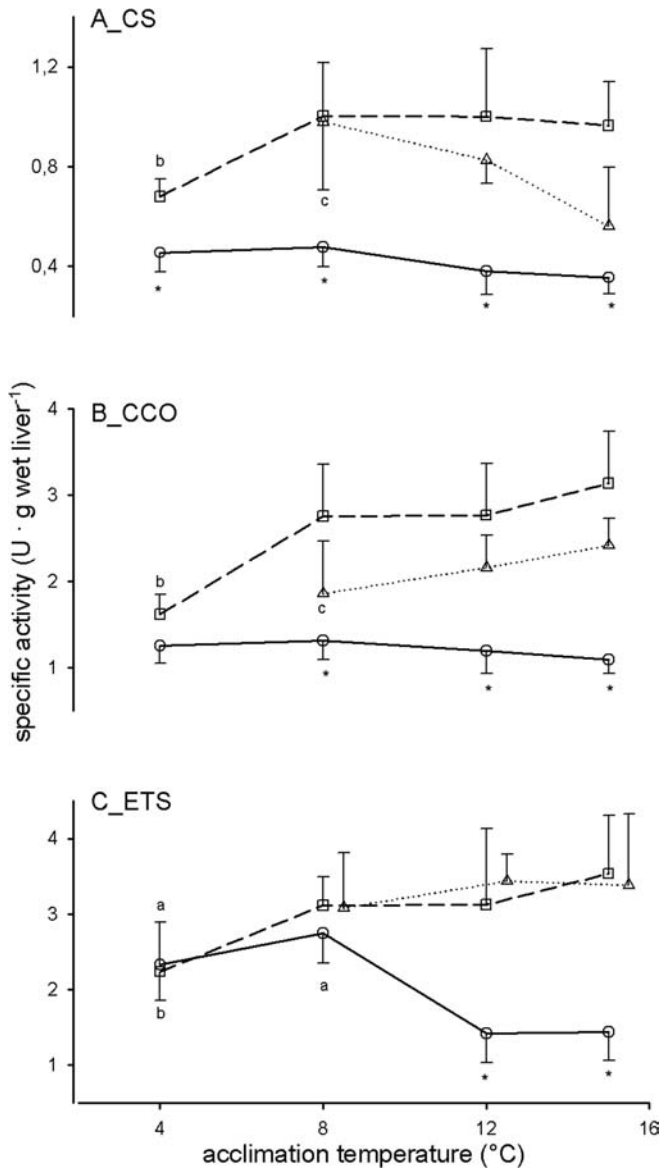 A_CS
1,2
0,8
0,4
b
c
*
*
*
*
B_CCO
4
3
2
1
b
c
*
*
*
specific activity (U · g wet liver⁻¹)
C_ETS
4
3
2
1
a
b
a
*
*
4
8
12
16
acclimation temperature (°C)